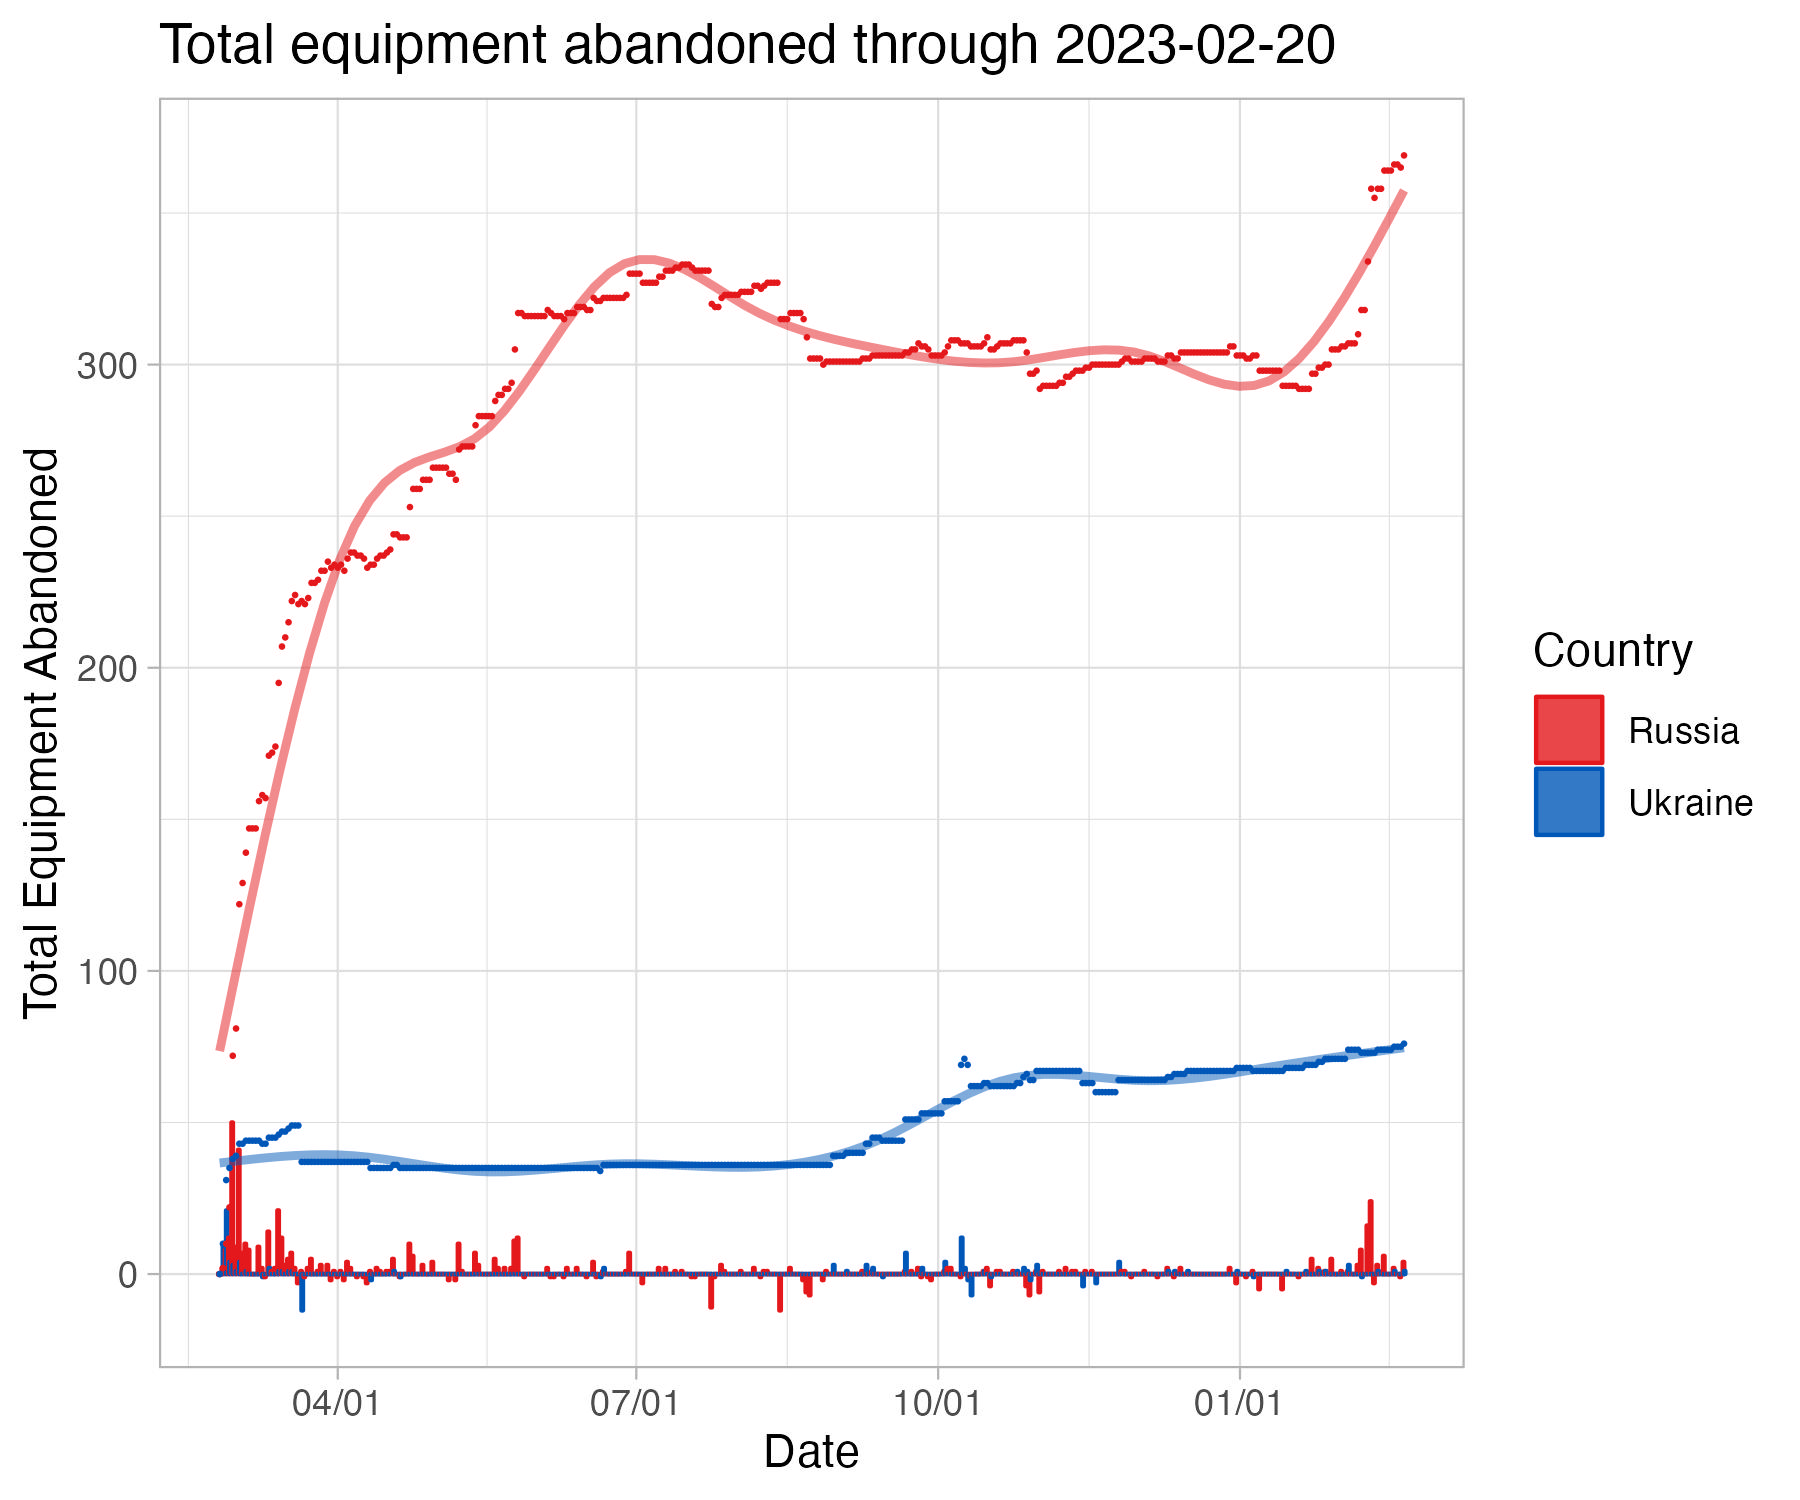 Total equipment abandoned through 2023-02-20
Total Equipment Abandoned
300
200
100
0
04/01
07/01
10/01
01/01
Date
Country
Russia
Ukraine